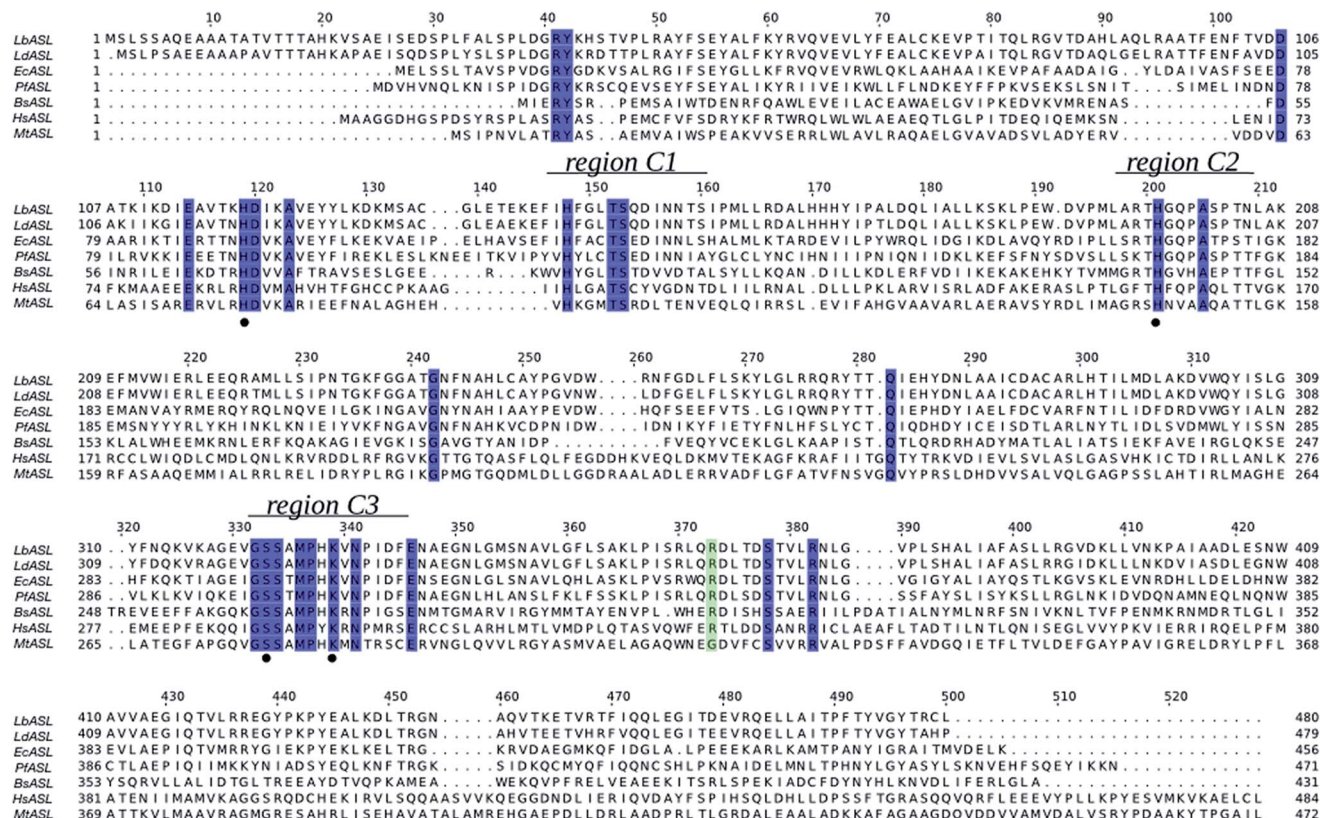 10 20 30 40 50 60 70 80 90 100
LbASL 1 MSLSSAQEAAATATAVTTTAHKVSAEISEDSPLFALSPLDGRYKHSTVPLRAYFSEYALFKYRVQVEVLYFEALCKEVPTITQLRGVTDAHLAQLRAATFENFTVDD 106
LdASL 1 .MSLPSAEEAAAPAVTTTAHKAPAEISQDSPLYSLSPLDGRYKRDTTPLRAYFSEYALFKYRVQVEVLYFEALCKEVPAITQLRGVTDAQLGELRATTFENFAVDD 105
EcASL 1 ..........................MELSSLTAVSPVDGRYGDKVSALRGIFSEYGLLKFRVQVEVRWLQKLAAHAAIKEVPAFAADAIG..YLDAIVASFSEED 78
PfASL 1 ........................MDVHVNQLKNISPIDGRYKRSCQEVSEYFSEYALIKYRIIVEIKWLLFLNDKEYFFPKVSEKSLSNIT..SIMELINDND 78
BsASL 1 .....................................MIERYSR..PEMSAIWTDENRFQAWLEVEILACEAWAELGVIPKEDVKVMRENAS............FD 55
HsASL 1 .....................MAAGGDHGSPDSYRSPLASRYAS..PEMCFVFSDRYKFRTWRQLWLWLAEAEQTLGLPITDEQIQEMKSN.........LENID 73
MtASL 1 ...............................MSIPNVLATRYAS..AEMVAIWSPEAKVVSERRLWLAVLRAQAELGVAVADSVLADYERV..........VDDVD 63
region C1 region C2
110 120 130 140 150 160 170 180 190 200 210
LbASL 107 ATKIKDIEAVTKHDIKAVEYYLKDKMSAC...GLETEKEFIHFGLTSQDINNTSIPMLLRDALHHHYIPALDQLIALLKSKLPEW.DVPMLARTHGQPASPTNLAK 208
LdASL 106 AKIIKGIEAVTNHDIKAVEYYLKDKMSAC...GLEAEKEFIHFGLTSQDINNTSIPMLLRDALHHHYIPTLDQLIALLKSKLPEW.DVPMLARTHGQPASPTNLAK 207
EcASL 79 AARIKTIERTTNHDVKAVEYFLKEKVAEIP..ELHAVSEFIHFACTSEDINNLSHALMLKTARDEVILPYWRQLIDGIKDLAVQYRDIPLLSRTHGQPATPSTIGK 182
PfASL 79 ILRVKKIEEETNHDVKAVEYFIREKLESLKNEEITKVIPYVHYLCTSEDINNIAYGLCLYNCIHNIIIPNIQNIIDKLKEFSFNYSDVSLLSKTHGQPASPTTFGK 184
BsASL 56 INRILEIEKDTRHDVVAFTRAVSESLGEE....R...KWVHYGLTSTDVVDTALSYLLKQAN.DILLKDLERFVDIIKEKAKEHKYTVMMGRTHGVHAEPTTFGL 152
HsASL 74 FKMAAEEEKRLRHDVMAHVHTFGHCCPKAAG.........IIHLGATSCYVGDNTDLIILRNAL.DLLLPKLARVISRLADFAKERASLPTLGFTHFQPAQLTTVGK 170
MtASL 64 LASISARERVLRHDVKARIEEFNALAGHEH..........VHKGMTSRDLTENVEQLQIRRSL.EVIFAHGVAAVARLAERAVSYRDLIMAGRSHNVAAQATTLGK 158
220 230 240 250 260 270 280 290 300 310
LbASL 209 EFMVWIERLEEQRAMLLSIPNTGKFGGATGNFNAHLCAYPGVDW....RNFGDLFLSKYLGLRRQRYTT.QIEHYDNLAAICDACARLHTILMDLAKDVWQYISLG 309
LdASL 208 EFMVWIERLEEQRTMLLSIPNTGKFGGATGNFNAHLCAYPGVNW....LDFGELFLSKYLGLRRQRYTT.QIEHYDNLAAICDACARLHTILMDLAKDVWQYISLG 308
EcASL 183 EMANVAYRMERQYRQLNQVEILGKINGAVGNYNAHIAAYPEVDW....HQFSEEFVTS.LGIQWNPYTT.QIEPHDYIAELFDCVARFNTILIDFDRDVWGYIALN 282
PfASL 185 EMSNYYYRLYKHINKLKNIEIYVKFNGAVGNFNAHKVCDPNIDW....IDNIKYFIETYFNLHFSLYCT.QIQDHDYICEISDTLARLNYTLIDLSVDMWLYISSN 285
BsASL 153 KLALWHEEMKRNLERFKQAKAGIEVGKISGAVGTYANIDP..........FVEQYVCEKLGLKAAPIST.QTLQRDRHADYMATLALIATSIEKFAVEIRGLQKSE 247
HsASL 171 RCCLWIQDLCMDLQNLKRVRDDLRFRGVKGTTGTQASFLQLFEGDDHKVEQLDKMVTEKAGFKRAFIITGQTYTRKVDIEVLSVLASLGASVHKICTDIRLLANLK 276
MtASL 159 RFASAAQEMMIALRRLRELIDRYPLRGIKGPMGTGQDMLDLLGGDRAALADLERRVADFLGFATVFNSVGQVYPRSLDHDVVSALVQLGAGPSSLAHTIRLMAGHE 264
region C3
320 330 340 350 360 370 380 390 400 410 420
LbASL 310 ..YFNQKVKAGEVGSSAMPHKVNPIDFENAEGNLGMSNAVLGFLSAKLPISRLQRDLTDSTVLRNLG....VPLSHALIAFASLLRGVDKLLLVNKPAIAADLESNW 409
LdASL 309 ..YFDQKVRAGEVGSSAMPHKVNPIDFENAEGNLGMSNAVLGFLSAKLPISRLQRDLTDSTVLRNLG....VPLSHALIAFASLRRGIDKLLLNKDVIASDLEGNW 408
EcASL 283 ..HFKQKTIAGEIGSSTMPHKVNPIDFENSEGNLGLSNAVLQHLASKLPVSRWQRDLTDSTVLRNLG....VGIGYALIAYQSTLKGVSKLEVNRDHLLDELDHNW 382
PfASL 286 ..VLKLKVIQKEIGSSTMPHKVNPIDFENAEGNLHLANSLFKLFSSKLPISRLQRDLSDSTVLRNLG....SSFAYSLISYKSLLRGLNKIDVDQNAMNEQLNQNW 385
BsASL 248 TREVEEFFAKGQKGSSAMPHKRNPIGSENMTGMARVIRGYMMTAYENVPL.WHERDISHSSAERIILPDATIALNYMLNRFSNIVKNLTVFPENMKRNMDRTLGLI 352
HsASL 277 ..EMEEPFEKQQIGSSAMPYKRNPMRSERCCSLARHLMTLVMDPLQTASVQWFERTLDDSANRRICLAEAFLTADTILNTLQNISEGLVVYPKVIERRIRQELPFM 380
MtASL 265 ..LATEGFAPGQVGSSAMPHKMNTRSCERVNGLQVVLRGYASMVAELAGAQWNEGDVFCSVVRRVALPDSFFAVDGQIETFLTVLDEFGAYPAVIGRELDRYLPFL 368
430 440 450 460 470 480 490 500 510 520
LbASL 410 AVVAEGIQTVLRREGYPKPYEALKDLTRGN.....AQVTKETVRTFIQQLEGITDEVRQELLAITPFTYVGYTRCL............................ 480
LdASL 409 AVVAEGIQTVLRREGYPKPYEALKDLTRGN.....AHVTEETVHRFVQQLEGITEEVRQELLAITPFTYVGYTAHP............................ 479
EcASL 383 EVLAEPIQTVMRRYGIEKPYEKLKELTRG......KRVDAEGMKQFIDGLA.LPEEEKARLKAMTPANYIGRAITMVDELK....................... 456
PfASL 386 CTLAEPIQIIMKKYNIADSYEQLKNFTRGK.....SIDKQCMYQFIQQNCSHLPKNAIDELMNLTPHNYLGYASYLSKNVEHFSQEYIKKN............. 471
BsASL 353 YSQRVLLALIDTGLTREEAYDTVQPKAMEA.....WEKQVPFRELVEAEEKITSRLSPEKIADCFDYNYHLKNVDLIFERLGLA.................... 431
HsASL 381 ATENIIMAMVKAGGSRQDCHEKIRVLSQQAASVVKQEGGDNDLIERIQVDAYFSPIHSQLDHLLDPSSFTGRASQQVQRFLEEEVYPLLKPYESVMKVKAELCL 484
MtASL 369 ATTKVLMAAVRAGMGRESAHRLISEHAVATALAMREHGAEPDLLDRLAADPRLTLGRDALEAALADKKAFAGAAGDQVDDVVAMVDALVSRYPDAAKYTPGAIL 472